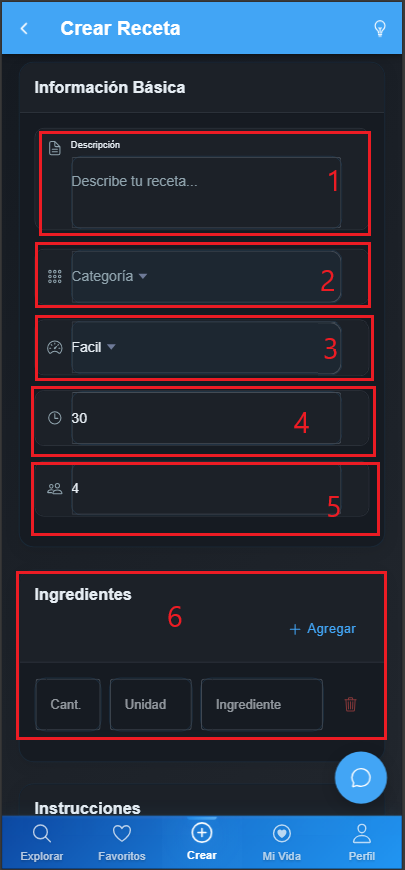 Crear Receta
Información Básica
Descripción
Describe tu receta...
1
Categoría
2
Facil
3
30
4
4
5
Ingredientes
6
+ Agregar
Cant. Unidad Ingrediente
Instrucciones
Explorar Favoritos Crear Mi Vida Perfil